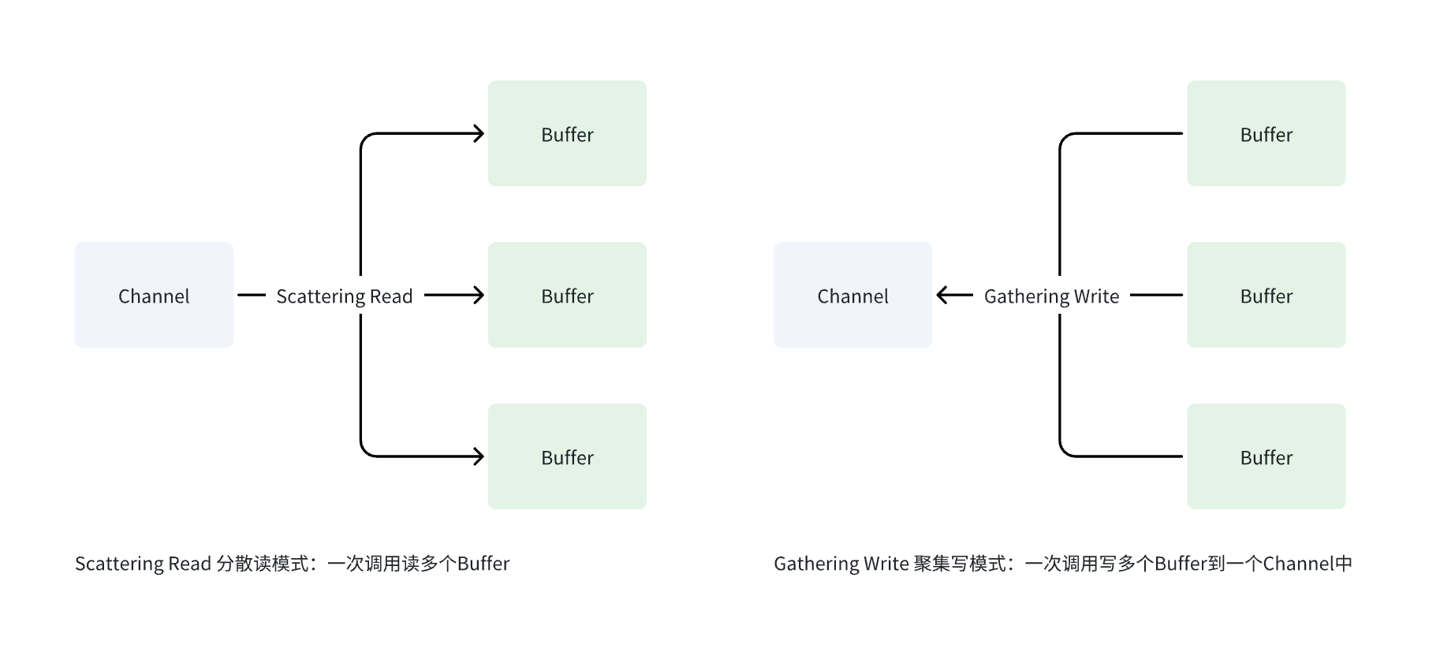 Buffer
Channel
Scattering Read
Buffer
Buffer
Scattering Read 分散读模式：一次调用读多个Buffer
Buffer
Channel
Gathering Write
Buffer
Buffer
Gathering Write 聚集写模式：一次调用写多个Buffer到一个Channel中